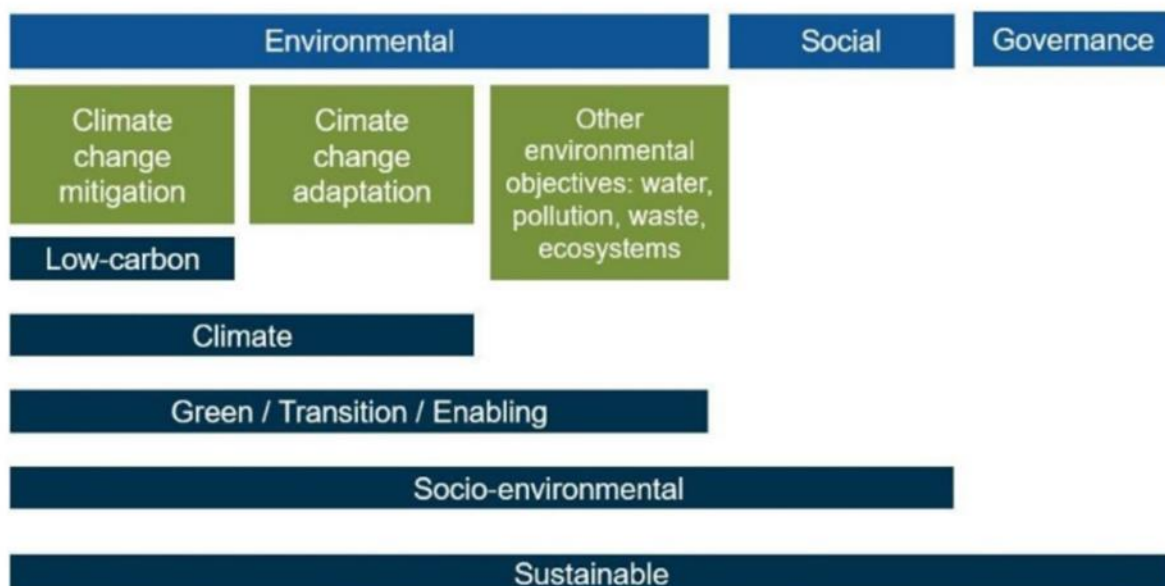 Environmental
Social
Governance
Climate
change
mitigation
Cimate
change
adaptation
Other
environmental
objectives: water,
pollution, waste,
ecosystems
Low-carbon
Climate
Green / Transition / Enabling
Socio-environmental
Sustainable